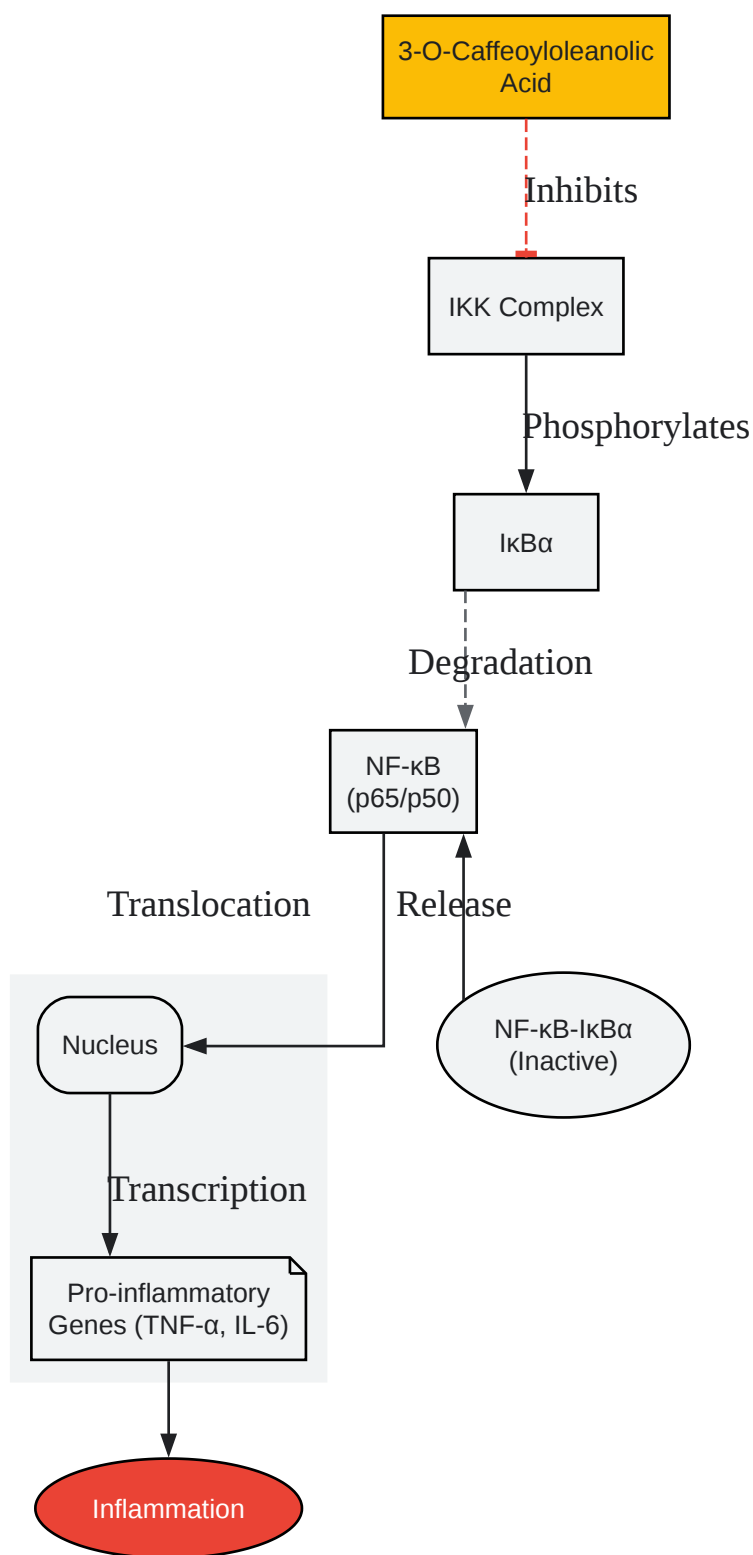 3-O-Caffeoyloleanolic
Acid
Inhibits
IKK Complex
Phosphorylates
IκBα
Degradation
NF-κB
(p65/p50)
Translocation
Release
Nucleus
NF-κB-IκBα
(Inactive)
Transcription
Pro-inflammatory
Genes (TNF-α, IL-6)
Inflammation